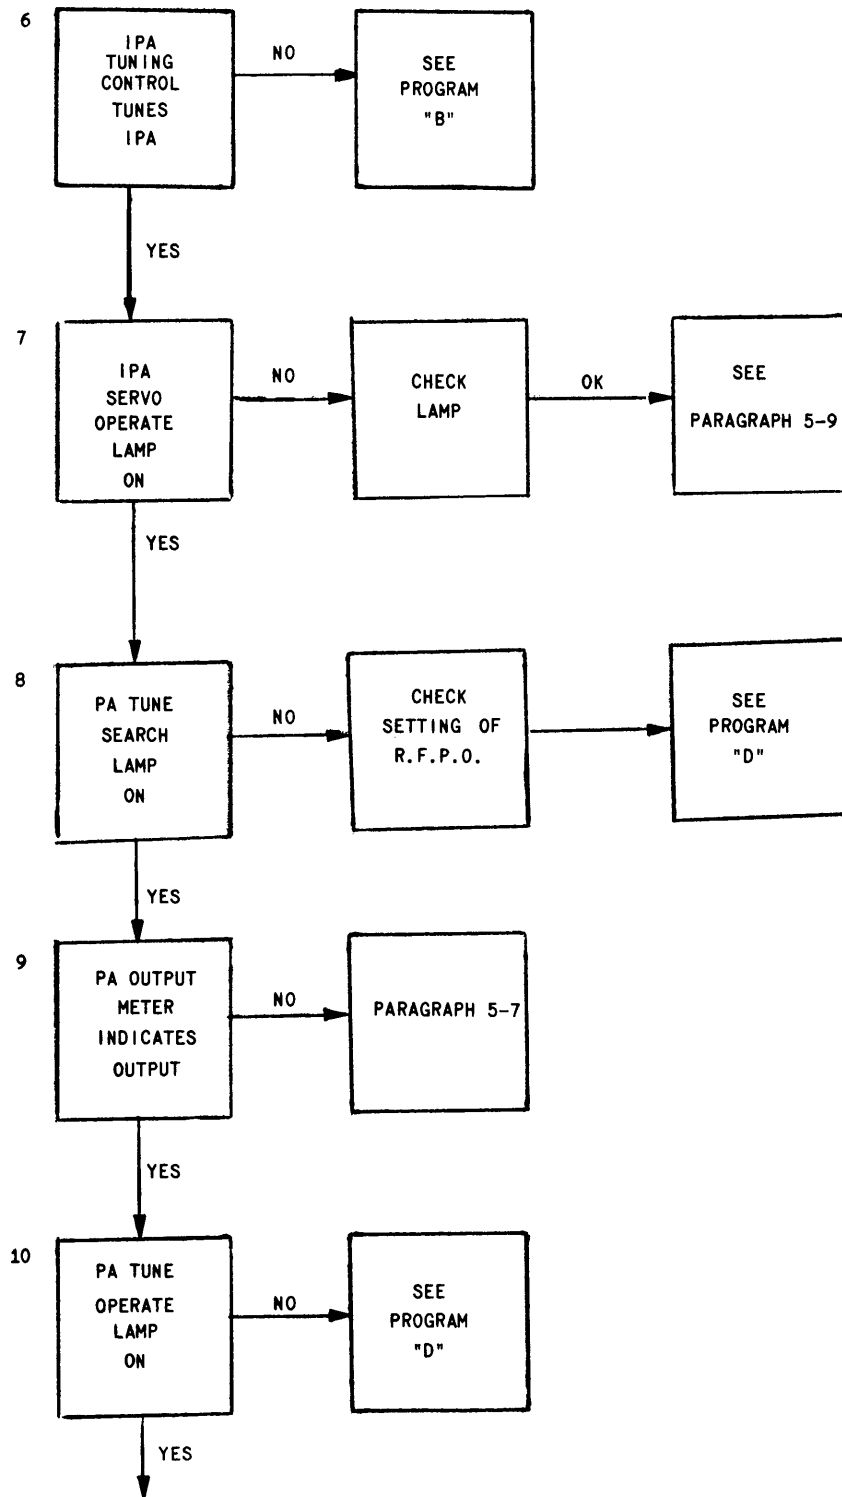 6
IPA
TUNING
CONTROL
TUNES
IPA
NO
SEE
PROGRAM
"B"
YES
7
IPA
SERVO
OPERATE
LAMP
ON
NO
CHECK
LAMP
OK
SEE
PARAGRAPH 5-9
YES
8
PA TUNE
SEARCH
LAMP
ON
NO
CHECK
SETTING OF
R.F.P.O.
SEE
PROGRAM
"D"
YES
9
PA OUTPUT
METER
INDICATES
OUTPUT
NO
PARAGRAPH 5-7
YES
10
PA TUNE
OPERATE
LAMP
ON
NO
SEE
PROGRAM
"D"
YES